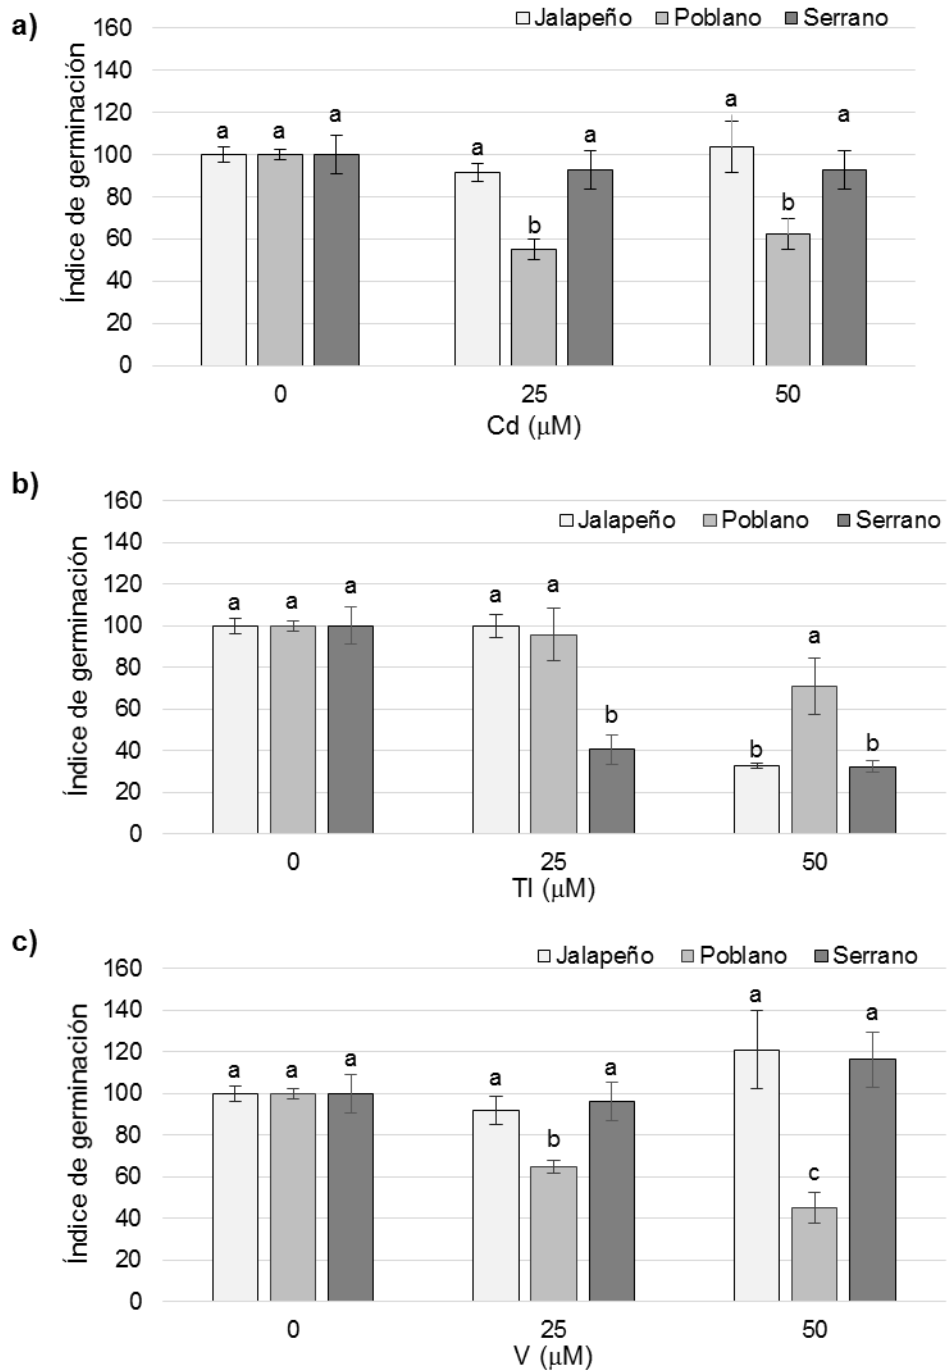 a)
Jalapeño Poblano Serrano
Índice de germinación
160
140
120
100
80
60
40
20
0
a a a
a b a
a b a
0 25 50
Cd (μM)
b)
Jalapeño Poblano Serrano
Índice de germinación
160
140
120
100
80
60
40
20
0
a a a
a a b
b a b
0 25 50
Tl (μM)
c)
Jalapeño Poblano Serrano
Índice de germinación
160
140
120
100
80
60
40
20
0
a a a
a b a
a c a
0 25 50
V (μM)